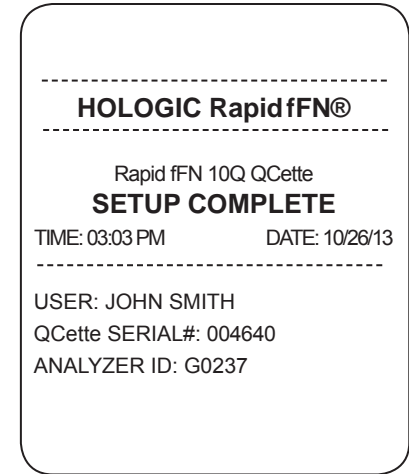 HOLOGIC Rapid fFN®
Rapid fFN 10Q QCette
SETUP COMPLETE
TIME: 03:03 PM DATE: 10/26/13
USER: JOHN SMITH
QCette SERIAL#: 004640
ANALYZER ID: G0237